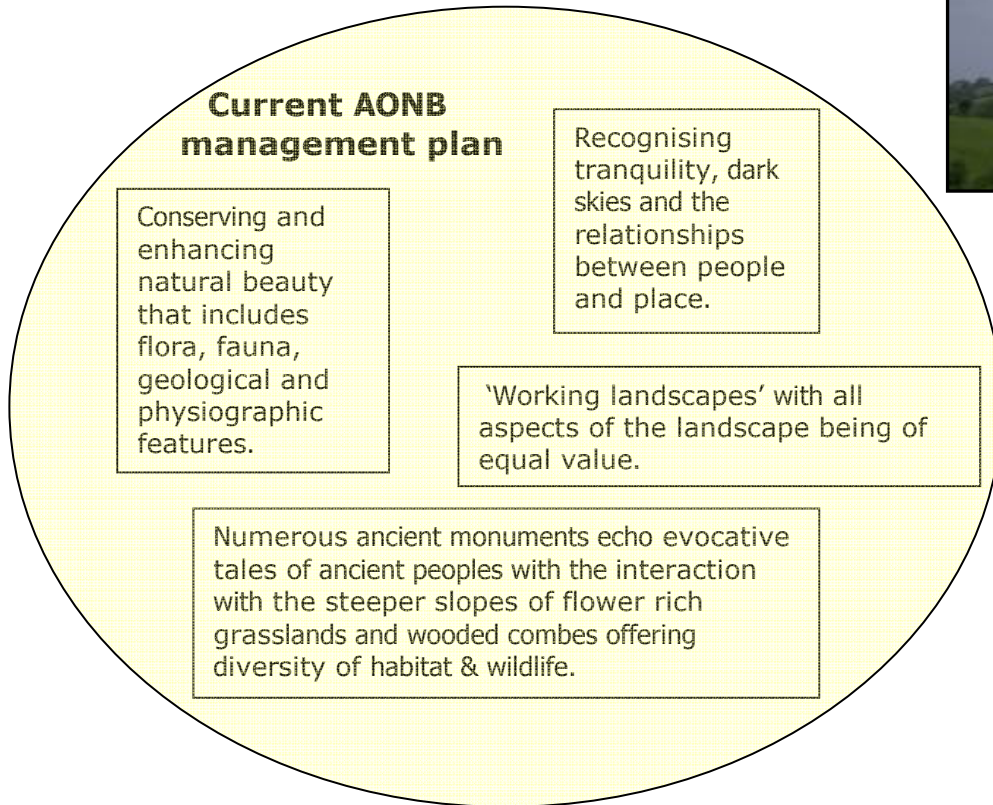 Current AONB
management plan
Conserving and
enhancing
natural beauty
that includes
flora, fauna,
geological and
physiographic
features.
Recognising
tranquility, dark
skies and the
relationships
between people
and place.
‘Working landscapes’ with all
aspects of the landscape being of
equal value.
Numerous ancient monuments echo evocative
tales of ancient peoples with the interaction
with the steeper slopes of flower rich
grasslands and wooded combes offering
diversity of habitat & wildlife.